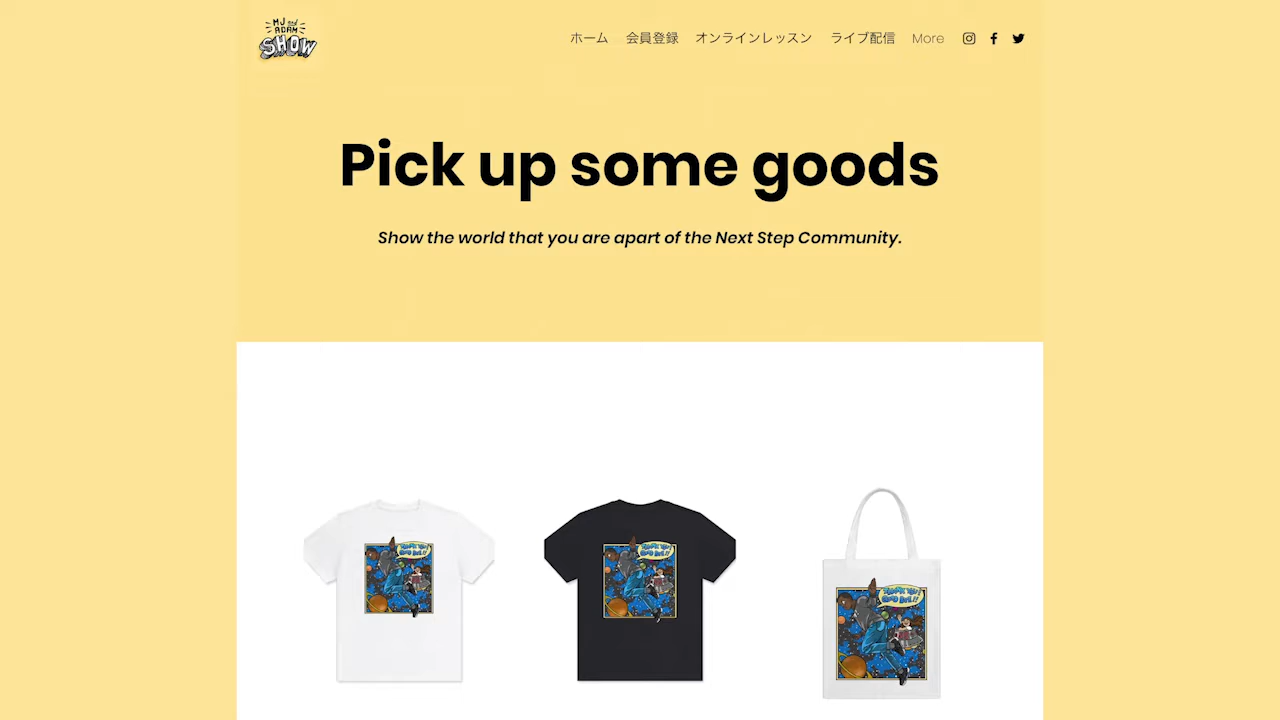 MJ and
ADAM
SHOW
ホーム 会員登録 オンラインレッスン ライブ配信 More
Pick up some goods
Show the world that you are apart of the Next Step Community.